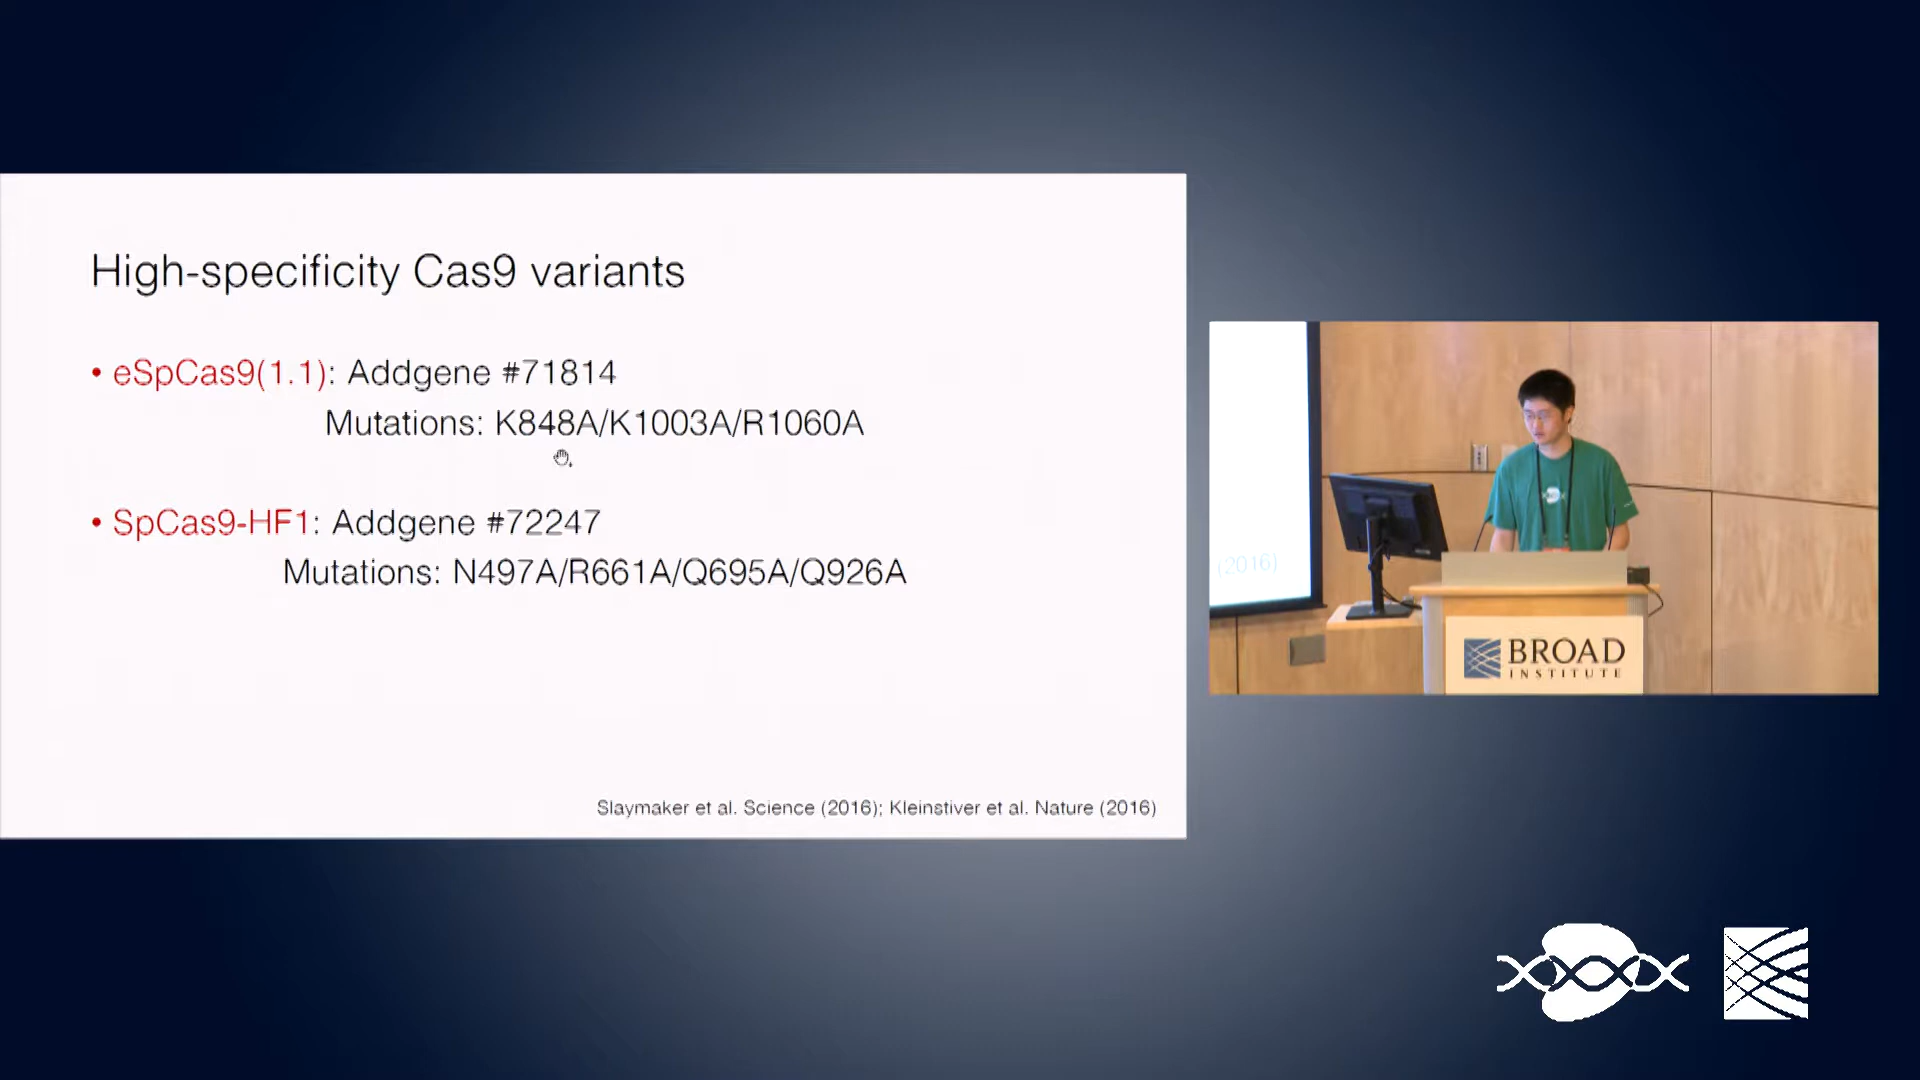 High-specificity Cas9 variants
• eSpCas9(1.1): Addgene #71814
Mutations: K848A/K1003A/R1060A
• SpCas9-HF1: Addgene #72247
Mutations: N497A/R661A/Q695A/Q926A
Slaymaker et al. Science (2016); Kleinstiver et al. Nature (2016)
(2016)
BROAD
INSTITUTE